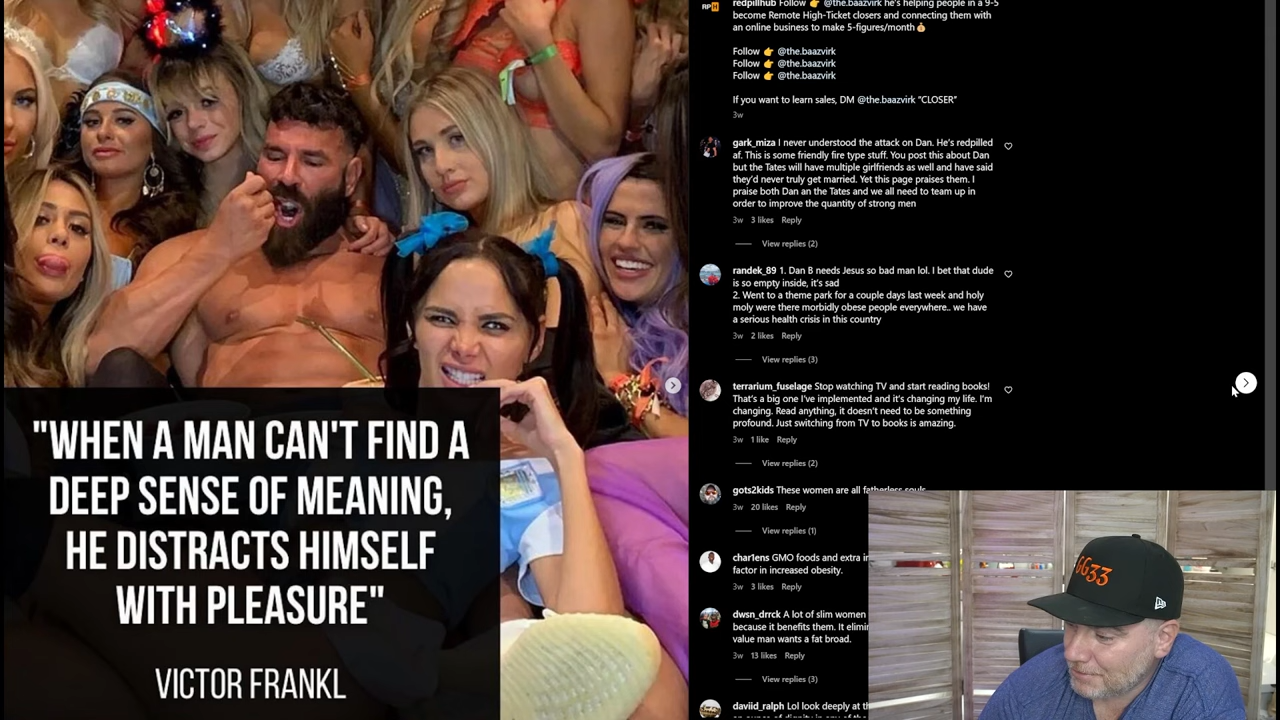 "WHEN A MAN CAN'T FIND A
DEEP SENSE OF MEANING,
HE DISTRACTS HIMSELF
WITH PLEASURE"
VICTOR FRANKL
RPH
redpillhub Follow 👉 @the.baazvirk he's helping people in a 9-5
become Remote High-Ticket closers and connecting them with
an online business to make 5-figures/month💰
Follow 👉 @the.baazvirk
Follow 👉 @the.baazvirk
Follow 👉 @the.baazvirk
If you want to learn sales, DM @the.baazvirk “CLOSER”
3w
gark_miza I never understood the attack on Dan. He's redpilled
af. This is some friendly fire type stuff. You post this about Dan
but the Tates will have multiple girlfriends as well and have said
they'd never truly get married. Yet this page praises them. I
praise both Dan an the Tates and we all need to team up in
order to improve the quantity of strong men
3w 3 likes Reply
View replies (2)
randek_89 1. Dan B needs Jesus so bad man lol. I bet that dude
is so empty inside, it's sad
2. Went to a theme park for a couple days last week and holy
moly were there morbidly obese people everywhere.. we have
a serious health crisis in this country
3w 2 likes Reply
View replies (3)
terrarium_fuselage Stop watching TV and start reading books!
That's a big one I've implemented and it's changing my life. I'm
changing. Read anything, it doesn't need to be something
profound. Just switching from TV to books is amazing.
3w 1 like Reply
View replies (2)
gots2kids These women are all fatherless souls
3w 20 likes Reply
View replies (1)
char1ens GMO foods and extra
factor in increased obesity.
3w 3 likes Reply
dwsn_drrck A lot of slim women
because it benefits them. It
value man wants a fat broad.
3w 13 likes Reply
View replies (3)
daviid_ralph Lol look deeply at
GG33